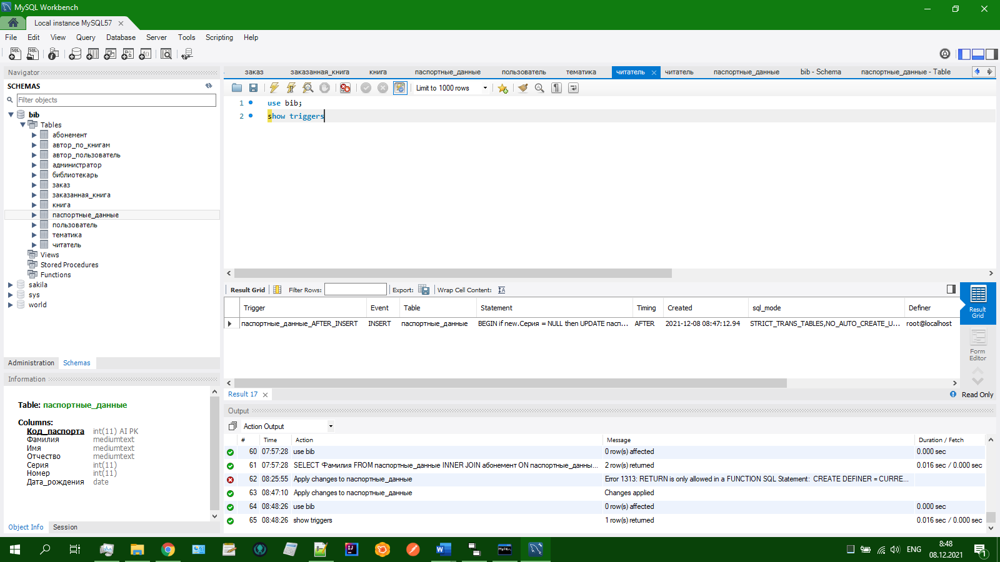 MySQL Workbench
Local instance MySQL57
File Edit View Query Database Server Tools Scripting Help
Navigator
SCHEMAS
Filter objects
bib
Tables
абонемент
автор_по_книгам
автор_пользователь
администратор
библиотекарь
заказ
заказанная_книга
книга
паспортные_данные
пользователь
тематика
читатель
Views
Stored Procedures
Functions
sakila
sys
world
Administration Schemas
Information
Table: паспортные_данные
Columns:
Код_паспорта int(11) AI PK
Фамилия mediumtext
Имя mediumtext
Отчество mediumtext
Серия int(11)
Номер int(11)
Дата_рождения date
Object Info Session
заказ заказанная_книга книга паспортные_данные пользователь тематика читатель читатель паспортные_данные bib - Schema паспортные_данные - Table
Limit to 1000 rows
1 use bib;
2 show triggers
Result Grid Filter Rows: Export: Wrap Cell Content:
Trigger Event Table Statement Timing Created sql_mode Definer
паспортные_данные_AFTER_INSERT INSERT паспортные_данные BEGIN if new.Серия = NULL then UPDATE пасп... AFTER 2021-12-08 08:47:12.94 STRICT_TRANS_TABLES,NO_AUTO_CREATE_U... root@localhost
Result Grid
Form Editor
Result 17
Read Only
Output
Action Output
# Time Action Message Duration / Fetch
60 07:57:28 use bib 0 row(s) affected 0.000 sec
61 07:57:28 SELECT Фамилия FROM паспортные_данные INNER JOIN абонемент ON паспортные_данны... 2 row(s) returned 0.016 sec / 0.000 sec
62 08:25:55 Apply changes to паспортные_данные Error 1313: RETURN is only allowed in a FUNCTION SQL Statement: CREATE DEFINER = CURRE...
63 08:47:10 Apply changes to паспортные_данные Changes applied
64 08:48:26 use bib 0 row(s) affected 0.000 sec
65 08:48:26 show triggers 1 row(s) returned 0.016 sec / 0.000 sec
ENG
8:48
08.12.2021
1